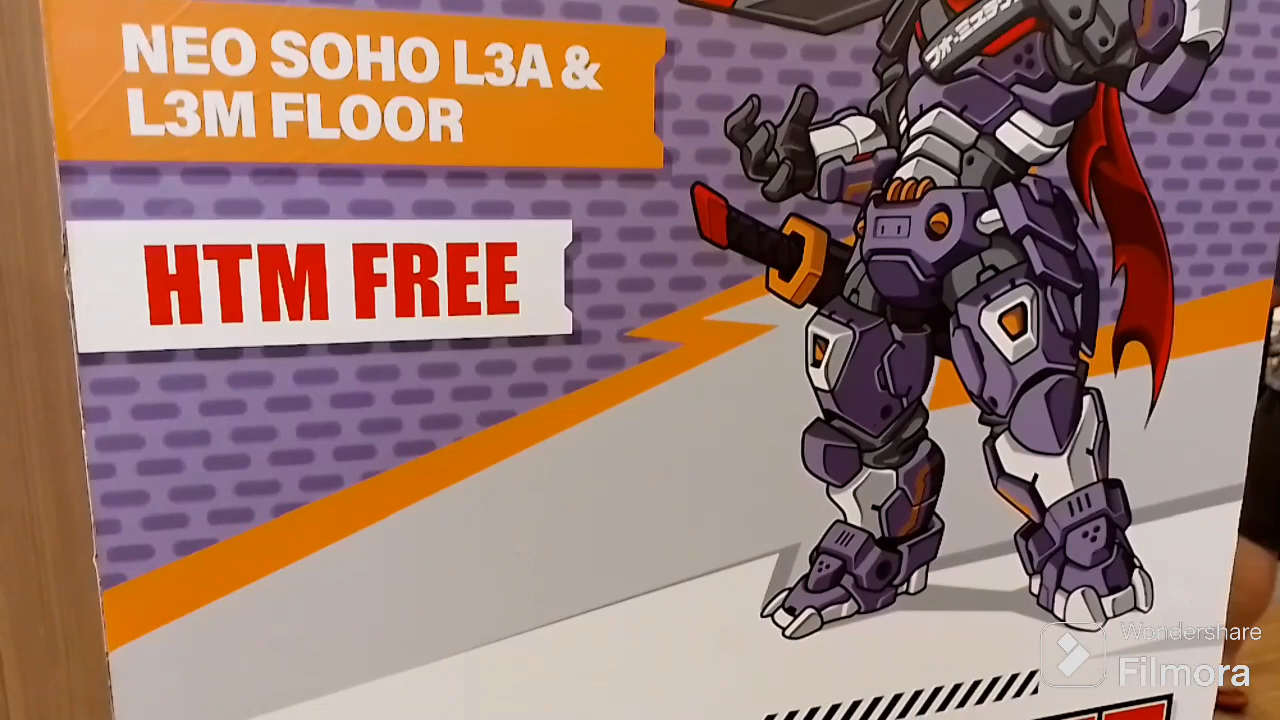 NEO SOHO L3A &
L3M FLOOR
HTM FREE
Wondershare
Filmora